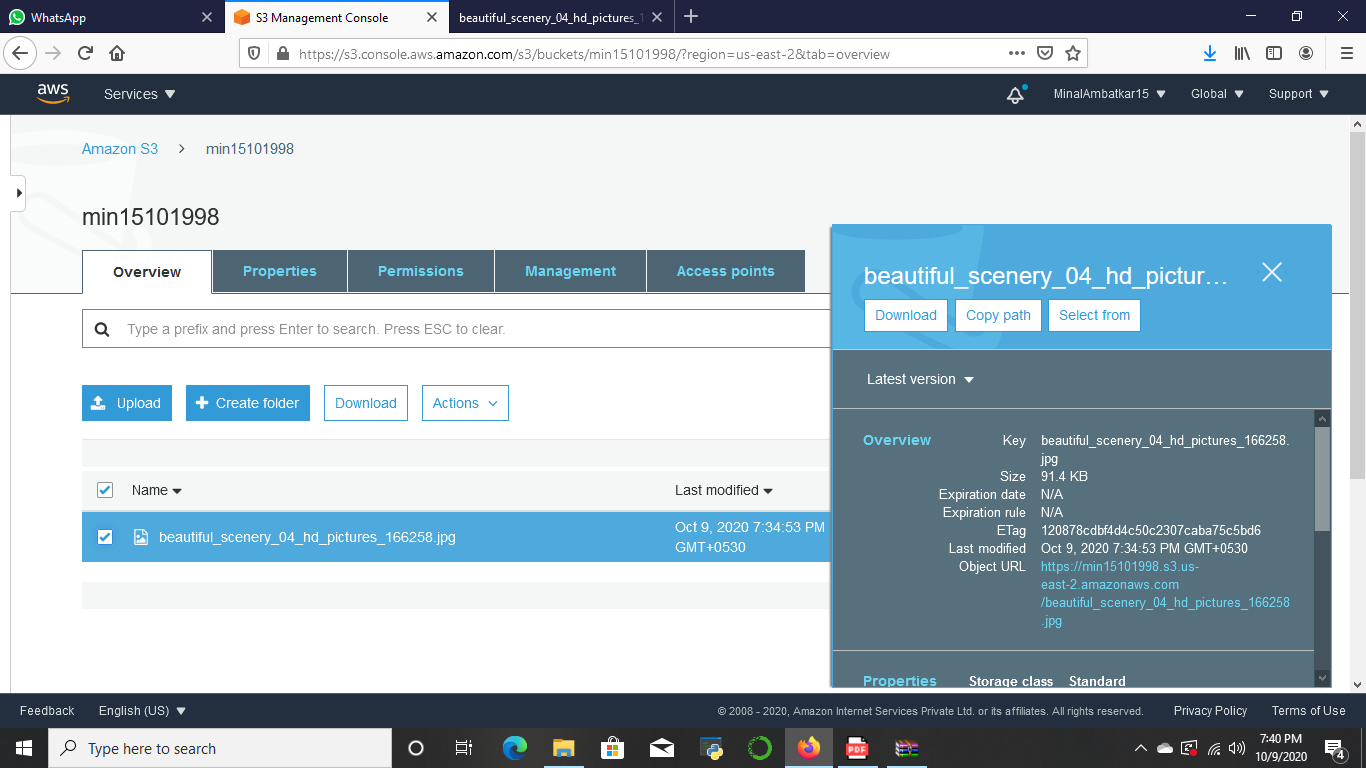 WhatsApp
S3 Management Console
beautiful_scenery_04_hd_pictures_1
https://s3.console.aws.amazon.com/s3/buckets/min15101998/?region=us-east-2&tab=overview
aws
Services
MinalAmbatkar15
Global
Support
Amazon S3 > min15101998
min15101998
Overview
Properties
Permissions
Management
Access points
Type a prefix and press Enter to search. Press ESC to clear.
Upload
+ Create folder
Download
Actions
Name
Last modified
beautiful_scenery_04_hd_pictures_166258.jpg
Oct 9, 2020 7:34:53 PM
GMT+0530
beautiful_scenery_04_hd_pictur…
Download
Copy path
Select from
Latest version
Overview
Key beautiful_scenery_04_hd_pictures_166258.
jpg
Size 91.4 KB
Expiration date N/A
Expiration rule N/A
ETag 120878cdbf4d4c50c2307caba75c5bd6
Last modified Oct 9, 2020 7:34:53 PM GMT+0530
Object URL https://min15101998.s3.us-
east-2.amazonaws.com
/beautiful_scenery_04_hd_pictures_166258
.jpg
Properties
Storage class Standard
Feedback
English (US)
© 2008 - 2020, Amazon Internet Services Private Ltd. or its affiliates. All rights reserved.
Privacy Policy
Terms of Use
Type here to search
PDF
7:40 PM
10/9/2020
4